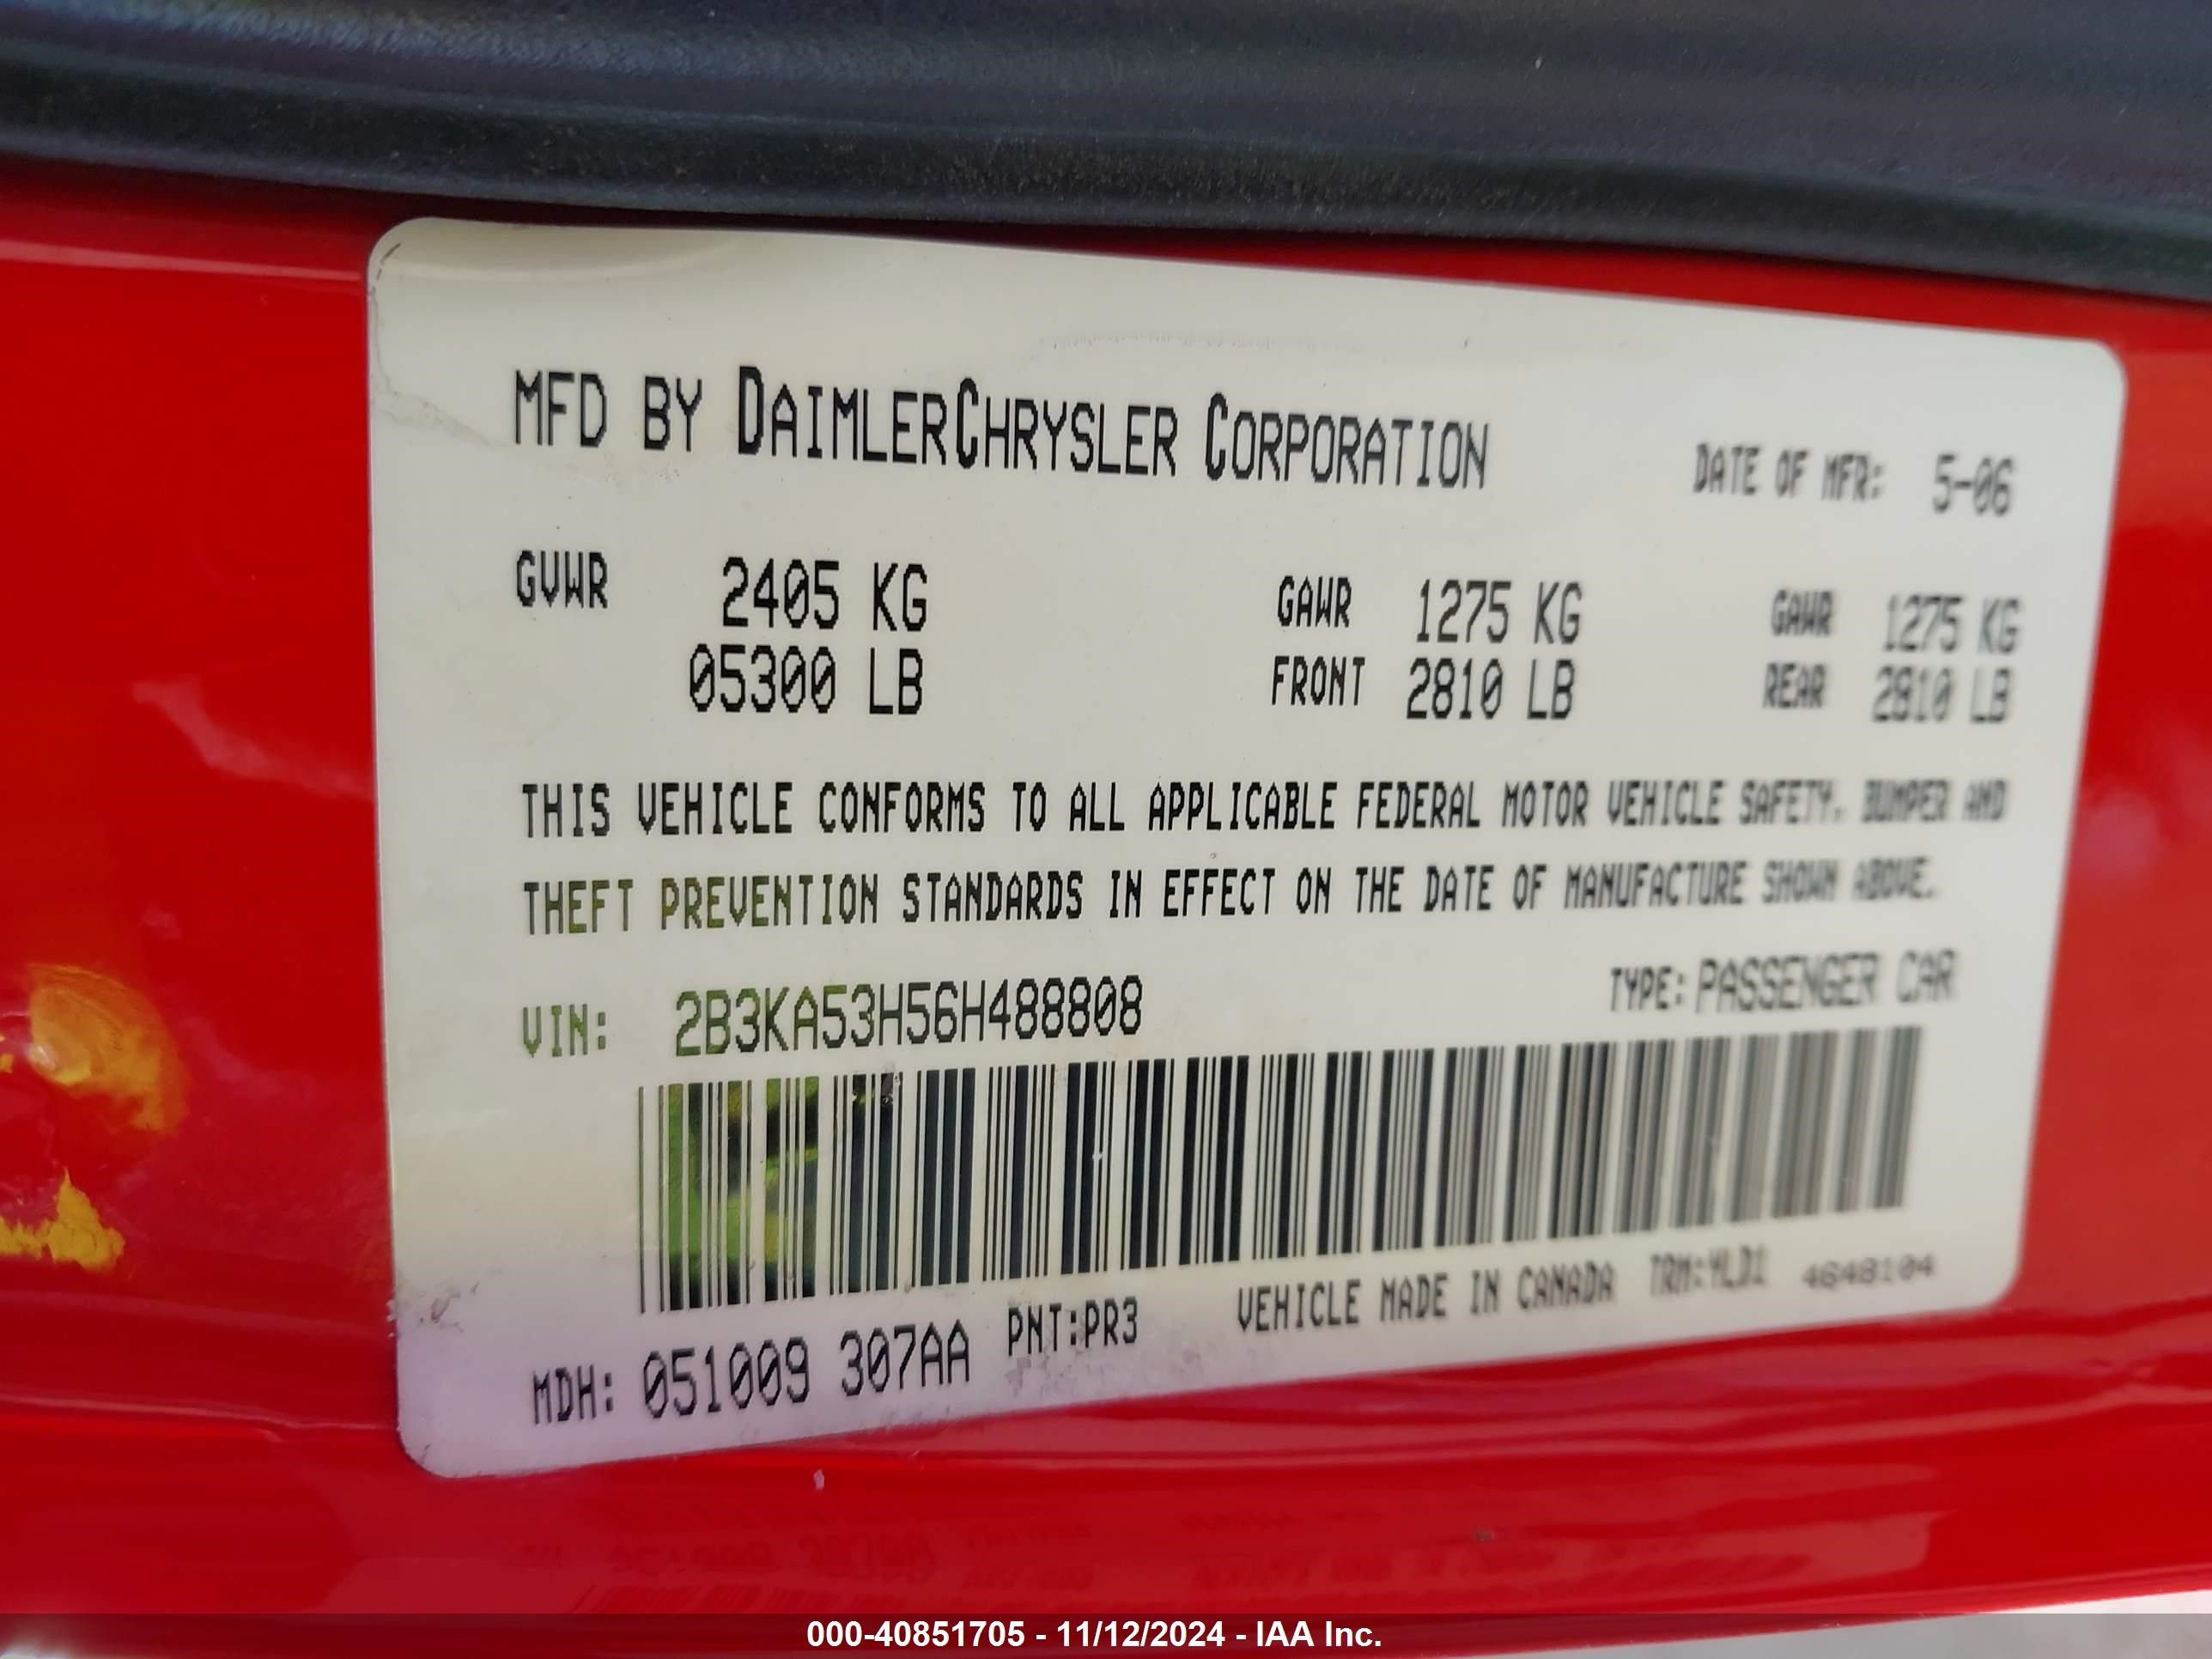 MFD BY DAIMLERCHRYSLER CORPORATION DATE OF MFR: 5-06
GVWR 2405 KG GAWR 1275 KG GAWR 1275 KG
05300 LB FRONT 2810 LB REAR 2810 LB
THIS VEHICLE CONFORMS TO ALL APPLICABLE FEDERAL MOTOR VEHICLE SAFETY, BUMPER AND
THEFT PREVENTION STANDARDS IN EFFECT ON THE DATE OF MANUFACTURE SHOWN ABOVE.
VIN: 2B3KA53H56H488808 TYPE: PASSENGER CAR
MDH: 051009 307AA PNT:PR3 VEHICLE MADE IN CANADA
000-40851705 - 11/12/2024 - IAA Inc.